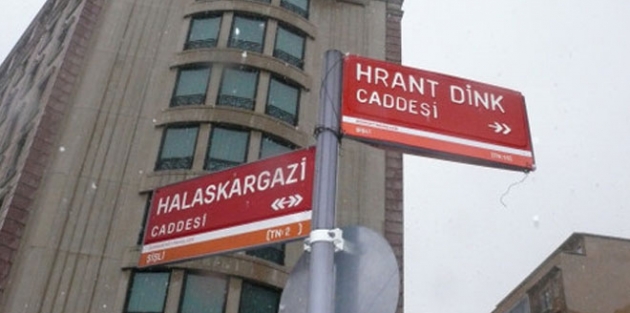 HRANT DİNK
CADDESİ
HALASKARGAZİ
CADDESİ
ŞİŞLİ
(TN:2 )